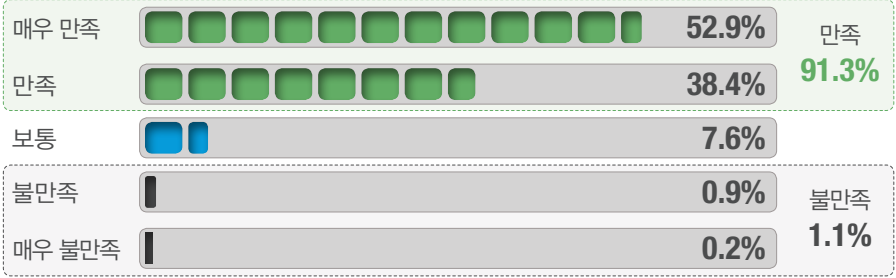 매우 만족 52.9%
만족 38.4%
만족
91.3%
보통 7.6%
불만족 0.9%
매우 불만족 0.2%
불만족
1.1%